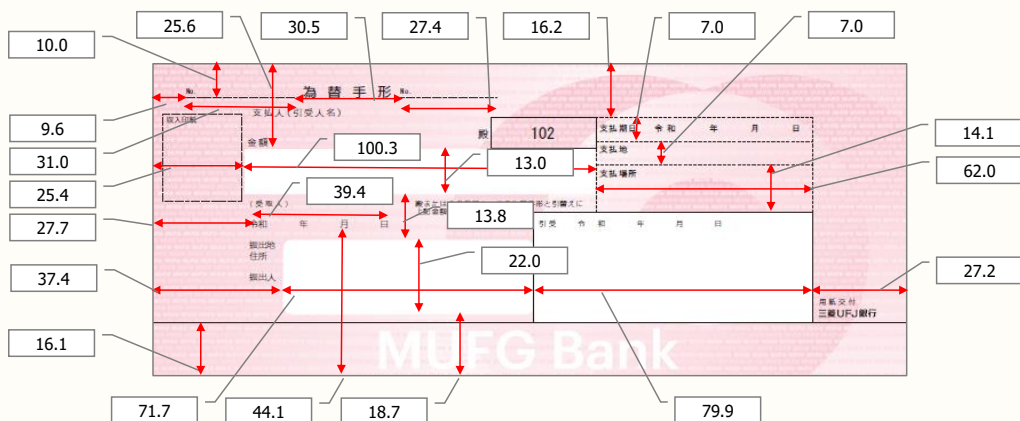 25.6
30.5
27.4
16.2
7.0
7.0
10.0
No.
為替手形
No.
支払人(引受人名)
9.6
収入印紙
殿
102
支払期日 令和 年 月 日
金額
支払地
14.1
31.0
100.3
13.0
支払場所
62.0
25.4
39.4
(受取人)
と引替えに
27.7
13.8
令和 年 月 日
引受 令和 年 月 日
振出地
住所
22.0
37.4
振出人
27.2
用紙交付
三菱UFJ銀行
16.1
MUFG Bank
71.7
44.1
18.7
79.9